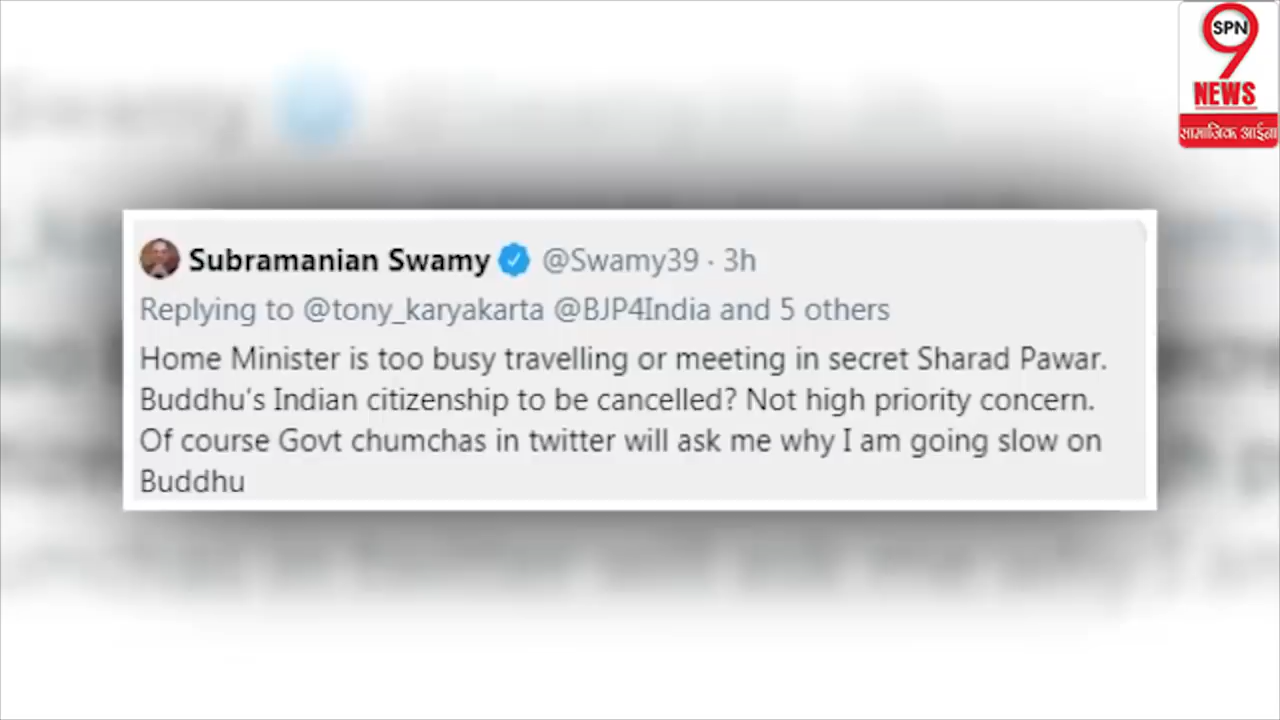 SPN
9
NEWS
सामाजिक आईना
Subramanian Swamy @Swamy39 · 3h
Replying to @tony_karyakarta @BJP4India and 5 others
Home Minister is too busy travelling or meeting in secret Sharad Pawar.
Buddhu's Indian citizenship to be cancelled? Not high priority concern.
Of course Govt chumchas in twitter will ask me why I am going slow on
Buddhu